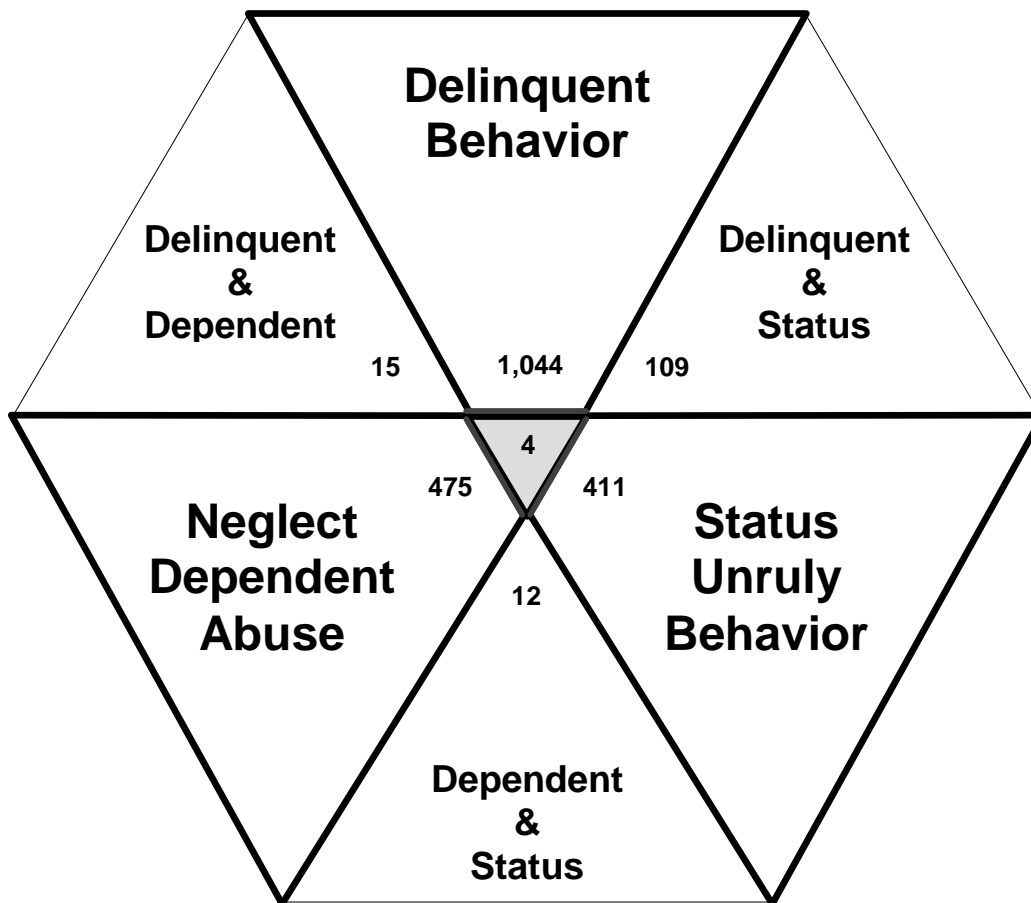 Delinquent
Behavior
Delinquent
&
Dependent
Delinquent
&
Status
15
1,044
109
4
475
411
Neglect
Dependent
Abuse
Status
Unruly
Behavior
12
Dependent
&
Status